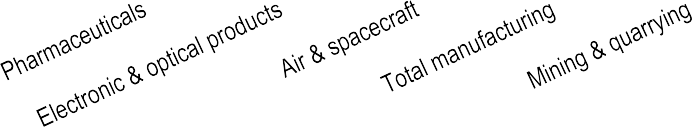 Pharmaceuticals
Electronic & optical products
Air & spacecraft
Total manufacturing
Mining & quarrying